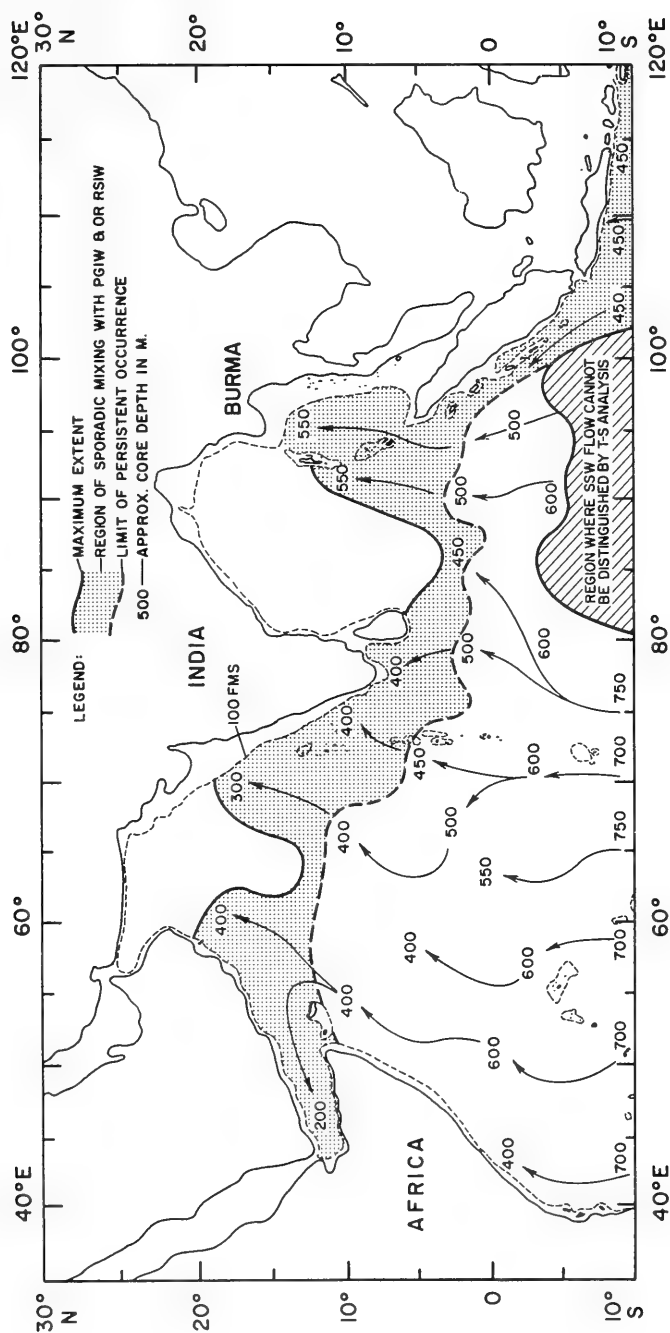 120°E
100°
80°
60°
40°E
30°
N
20°
10°
0
10°
S
LEGEND:
MAXIMUM EXTENT
REGION OF SPORADIC MIXING WITH PGIW & OR RSIW
LIMIT OF PERSISTENT OCCURRENCE
500 — APPROX. CORE DEPTH IN M.
INDIA
BURMA
AFRICA
100 FMS
300
400
200
400
400
400
400
400
450
500
550
550
500
450
500
500
600
600
600
500
550
400
600
600
400
450
450
450
450
REGION WHERE SSW FLOW CANNOT
BE DISTINGUISHED BY T-S ANALYSIS
700
700
700
750
700
750
30°
N
20°
10°
0
10°
S
40°E
60°
80°
100°
120°E